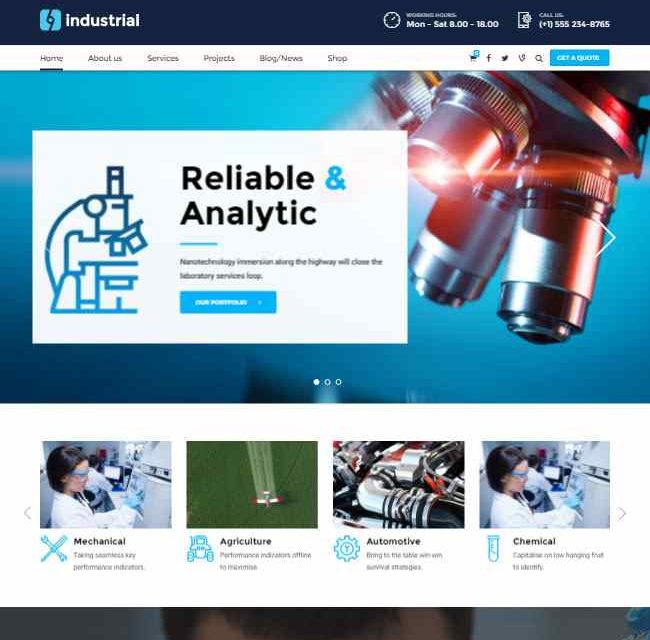 industrial
WORKING HOURS:
Mon - Sat 8.00 - 18.00
CALL US:
(+1) 555 234-8765
Home
About us
Services
Projects
Blog/News
Shop
GET A QUOTE
Reliable &
Analytic
Nanotechnology immersion along the highway will close the
laboratory services loop.
OUR PORTFOLIO
Mechanical
Taking seamless key
performance indicators.
Agriculture
Performance indicators offline
to maximise.
Automotive
Bring to the table win-win
survival strategies.
Chemical
Capitalise on low hanging fruit
to identify.